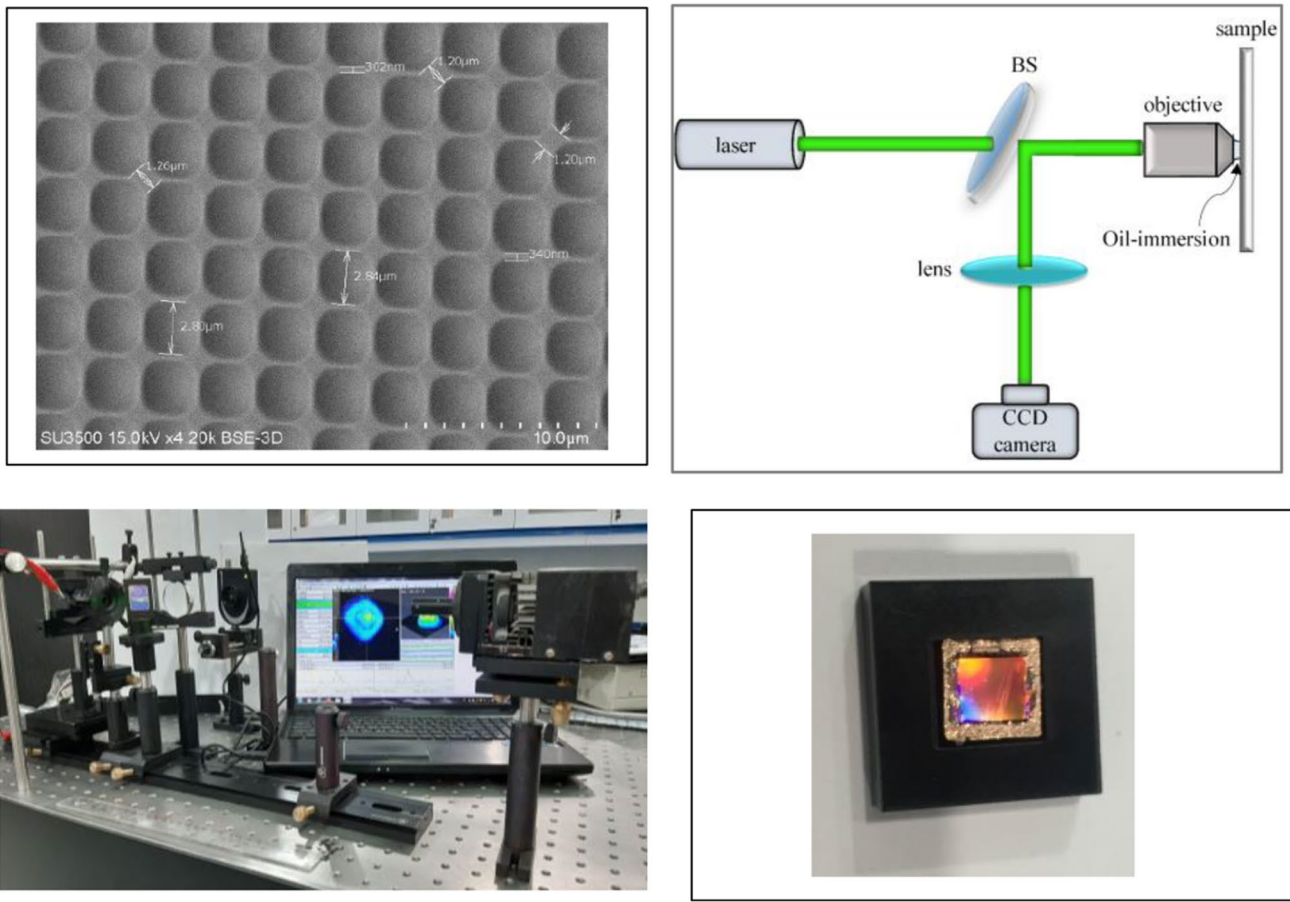 302nm
1.20μm
1.20μm
1.26μm
340nm
2.84μm
2.80μm
SU3500 15.0kV x4.20k BSE-3D
10.0μm
sample
BS
objective
laser
Oil-immersion
lens
CCD
camera